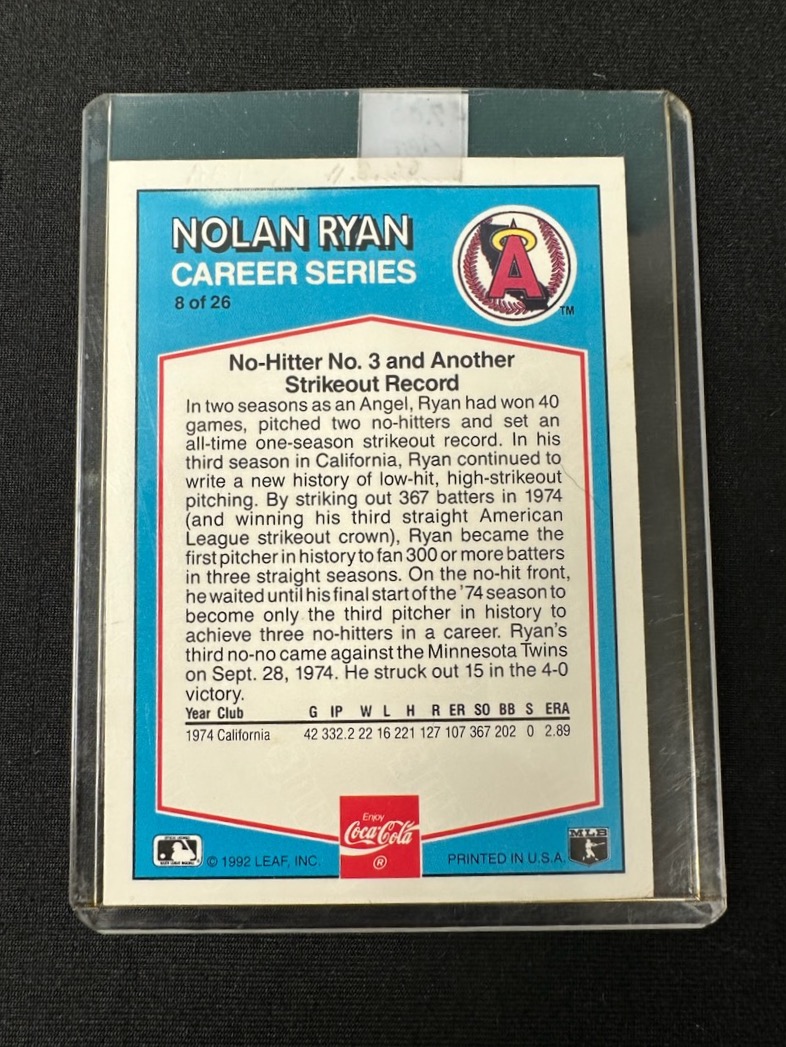 NOLAN RYAN
CAREER SERIES
8 of 26
A
TM
No-Hitter No. 3 and Another
Strikeout Record
In two seasons as an Angel, Ryan had won 40
games, pitched two no-hitters and set an
all-time one-season strikeout record. In his
third season in California, Ryan continued to
write a new history of low-hit, high-strikeout
pitching. By striking out 367 batters in 1974
(and winning his third straight American
League strikeout crown), Ryan became the
first pitcher in history to fan 300 or more batters
in three straight seasons. On the no-hit front,
he waited until his final start of the '74 season to
become only the third pitcher in history to
achieve three no-hitters in a career. Ryan's
third no-no came against the Minnesota Twins
on Sept. 28, 1974. He struck out 15 in the 4-0
victory.
Year Club G IP W L H R ER SO BB S ERA
1974 California 42 332.2 22 16 221 127 107 367 202 0 2.89
Enjoy
Coca-Cola
®
© 1992 LEAF, INC.
PRINTED IN U.S.A.
MLB